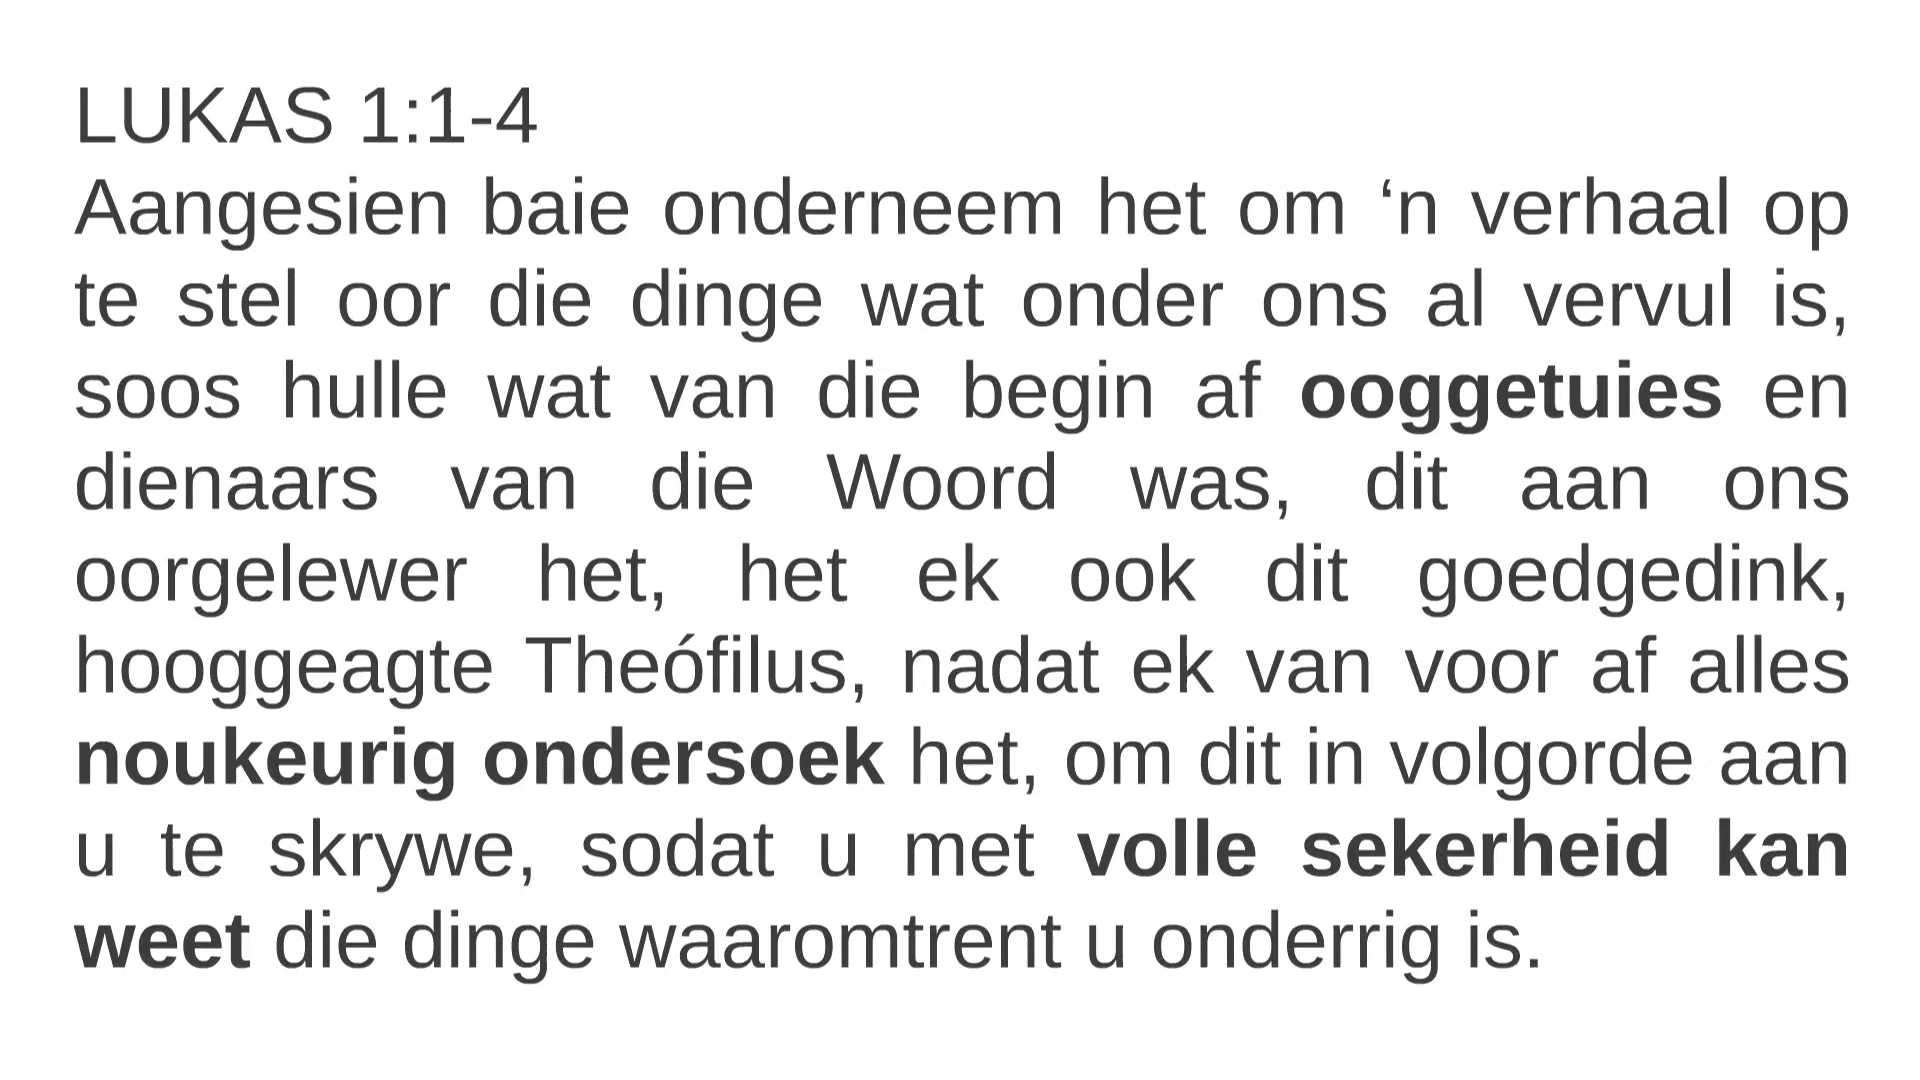 LUKAS 1:1-4
Aangesien baie onderneem het om ‘n verhaal op
te stel oor die dinge wat onder ons al vervul is,
soos hulle wat van die begin af ooggetuies en
dienaars van die Woord was, dit aan ons
oorgelewer het, het ek ook dit goedgedink,
hooggeagte Theófilus, nadat ek van voor af alles
noukeurig ondersoek het, om dit in volgorde aan
u te skrywe, sodat u met volle sekerheid kan
weet die dinge waaromtrent u onderrig is.